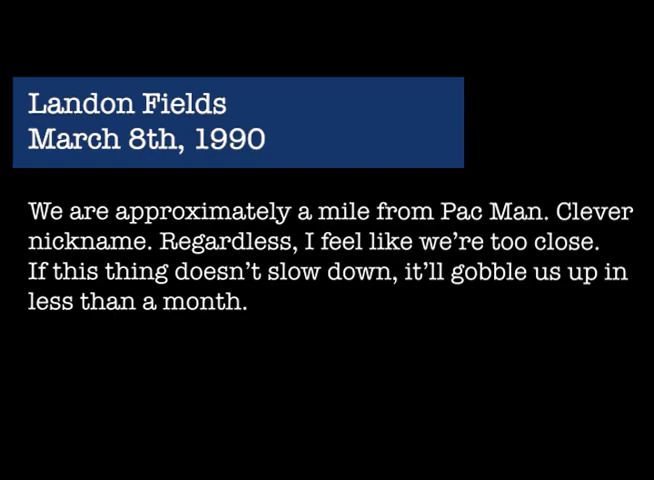 Landon Fields
March 8th, 1990
We are approximately a mile from Pac Man. Clever
nickname. Regardless, I feel like we're too close.
If this thing doesn't slow down, it'll gobble us up in
less than a month.